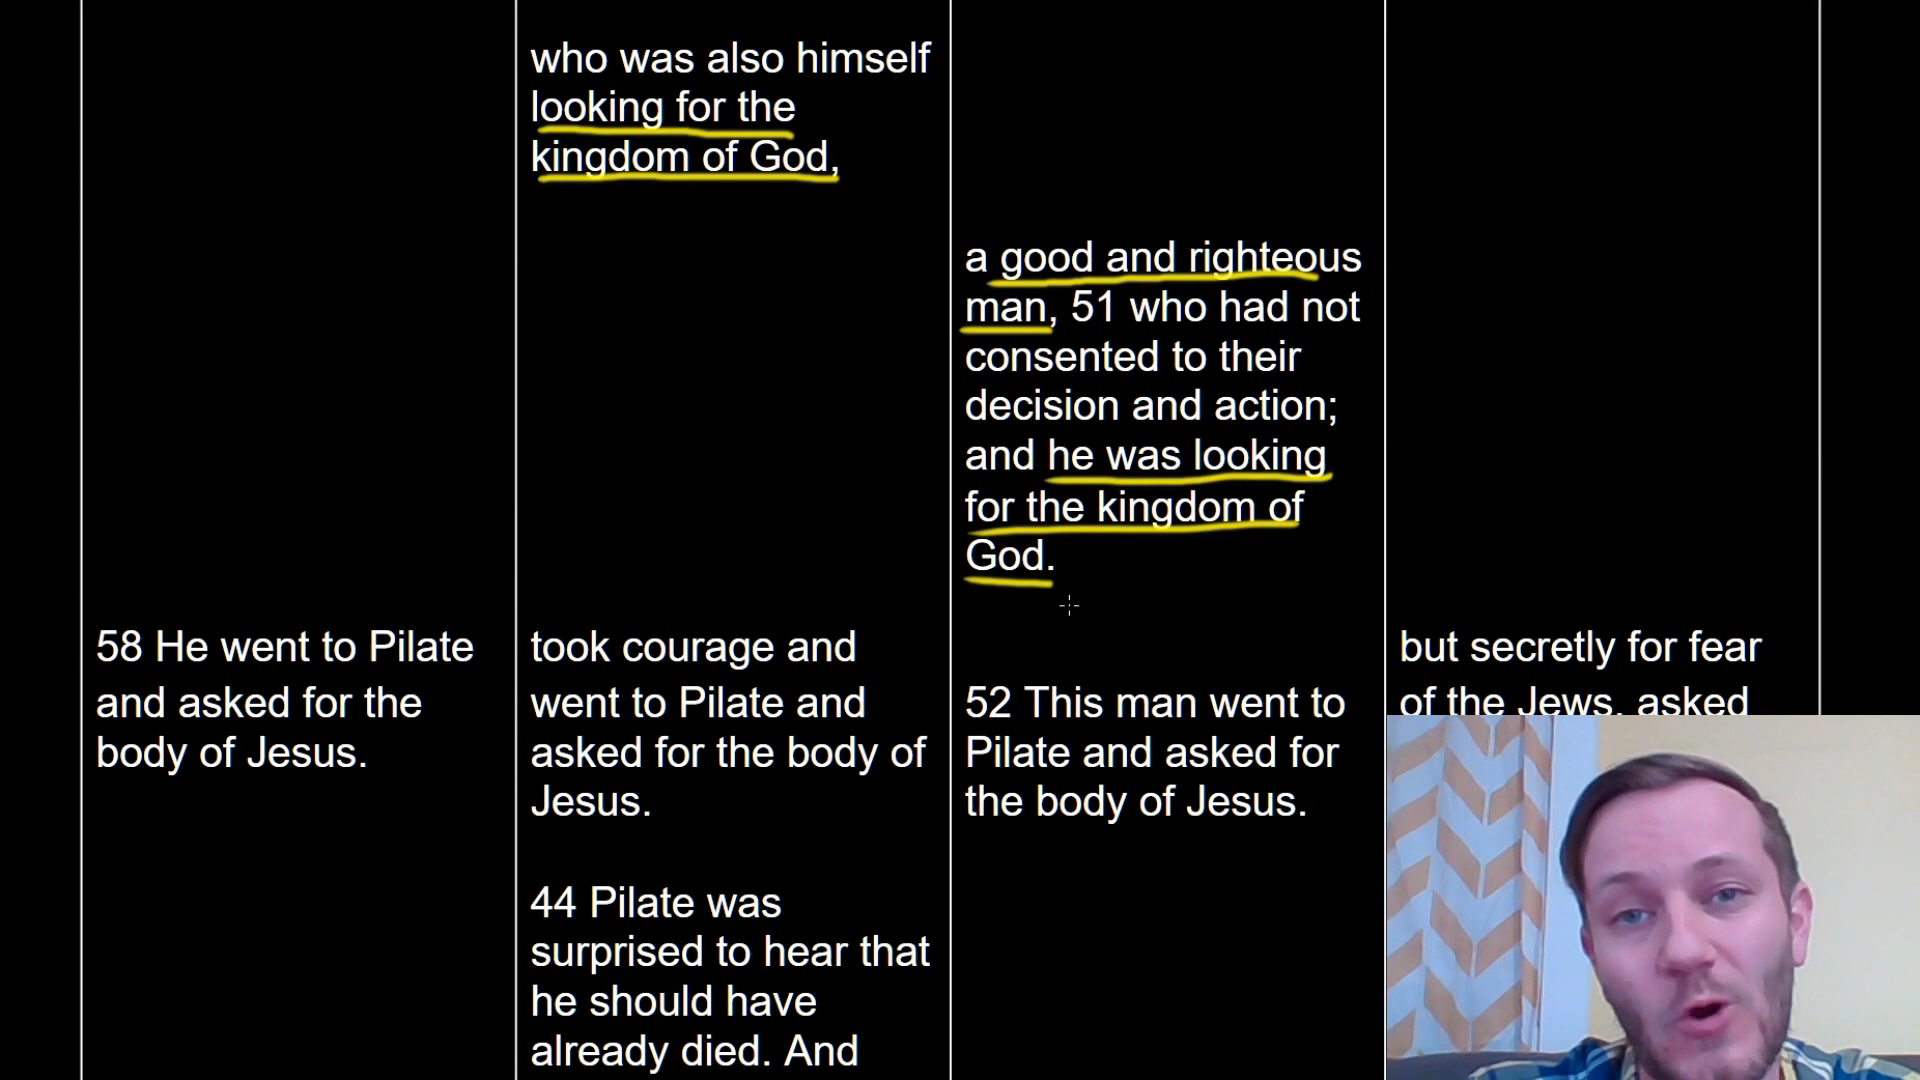 who was also himself
looking for the
kingdom of God,
a good and righteous
man, 51 who had not
consented to their
decision and action;
and he was looking
for the kingdom of
God.
58 He went to Pilate
and asked for the
body of Jesus.
took courage and
went to Pilate and
asked for the body of
Jesus.
44 Pilate was
surprised to hear that
he should have
already died. And
52 This man went to
Pilate and asked for
the body of Jesus.
but secretly for fear
of the Jews, asked